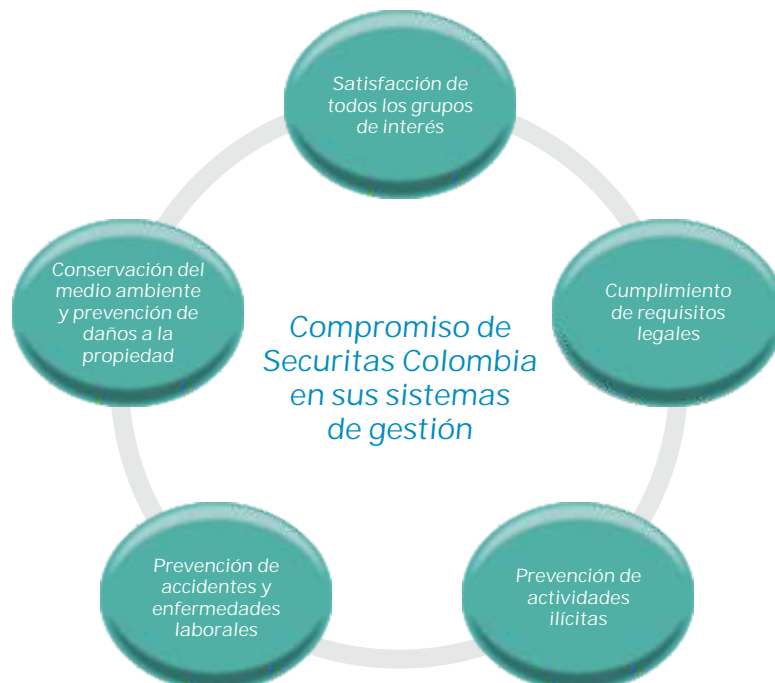 Satisfacción de
todos los grupos
de interés
Cumplimiento
de requisitos
legales
Prevención de
actividades
ilícitas
Prevención de
accidentes y
enfermedades
laborales
Conservación del
medio ambiente
y prevención de
daños a la
propiedad
Compromiso de
Securitas Colombia
en sus sistemas
de gestión